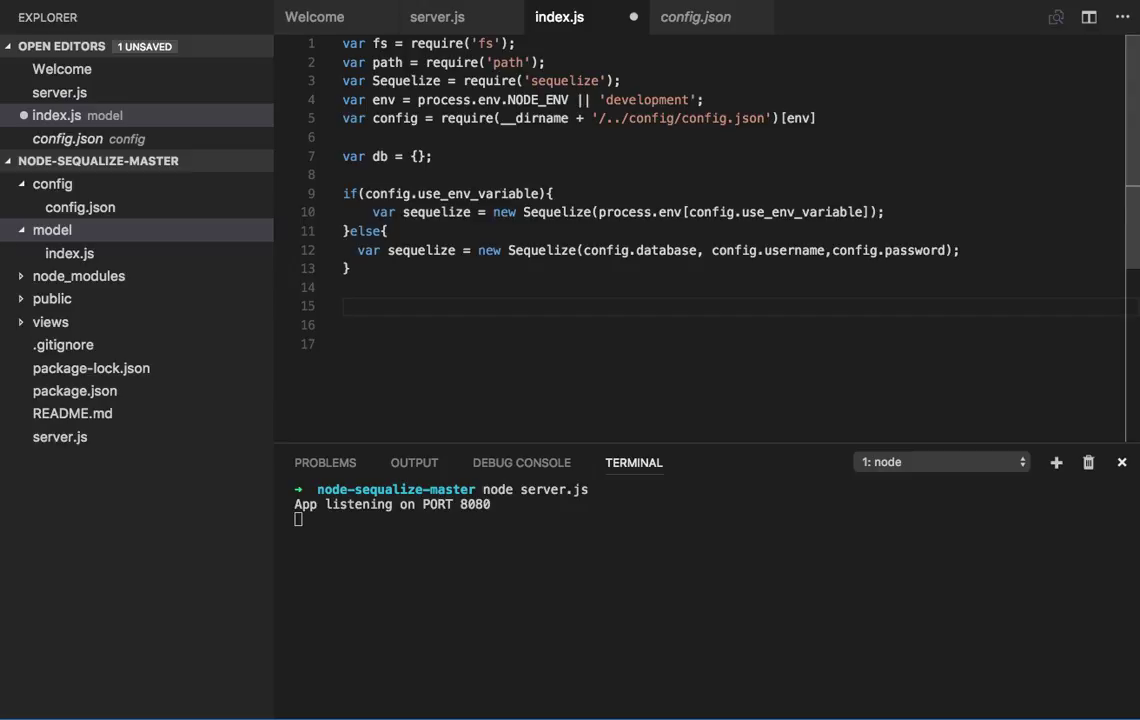 EXPLORER
OPEN EDITORS 1 UNSAVED
Welcome
server.js
index.js model
config.json config
NODE-SEQUALIZE-MASTER
config
config.json
model
index.js
node_modules
public
views
.gitignore
package-lock.json
package.json
README.md
server.js
Welcome server.js index.js config.json
1 var fs = require('fs');
2 var path = require('path');
3 var Sequelize = require('sequelize');
4 var env = process.env.NODE_ENV || 'development';
5 var config = require(__dirname + '/../config/config.json')[env]
6
7 var db = {};
8
9 if(config.use_env_variable){
10 var sequelize = new Sequelize(process.env[config.use_env_variable]);
11 }else{
12 var sequelize = new Sequelize(config.database, config.username,config.password);
13 }
14
15
16
17
PROBLEMS OUTPUT DEBUG CONSOLE TERMINAL 1: node
➜ node-sequalize-master node server.js
App listening on PORT 8080